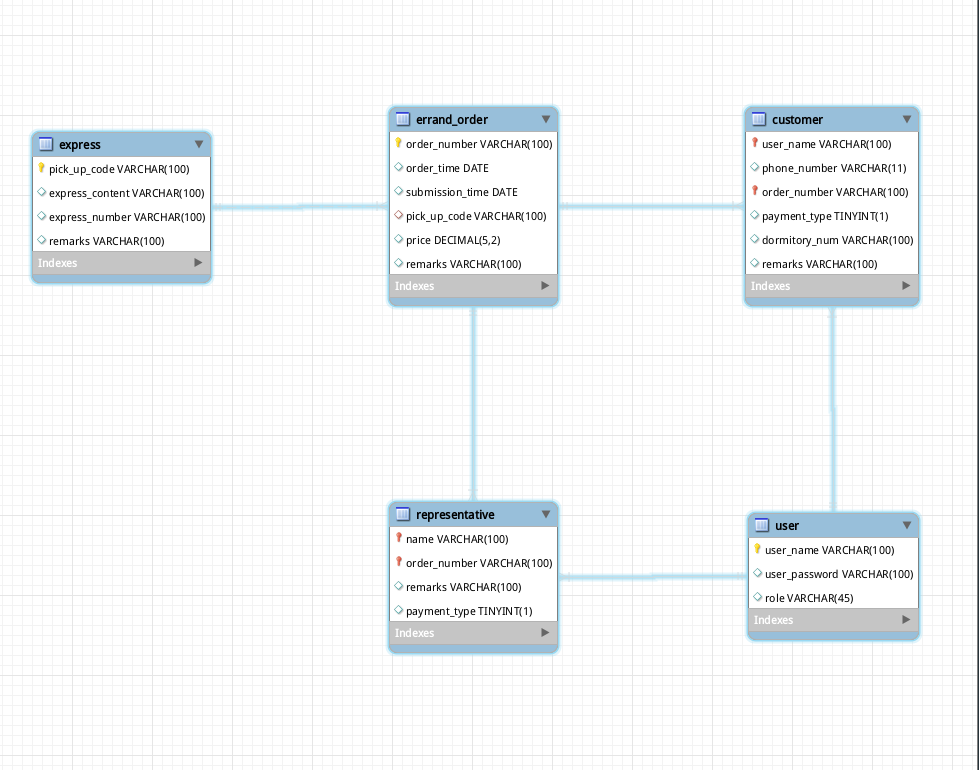 express
pick_up_code VARCHAR(100)
express_content VARCHAR(100)
express_number VARCHAR(100)
remarks VARCHAR(100)
Indexes
errand_order
order_number VARCHAR(100)
order_time DATE
submission_time DATE
pick_up_code VARCHAR(100)
price DECIMAL(5,2)
remarks VARCHAR(100)
Indexes
customer
user_name VARCHAR(100)
phone_number VARCHAR(11)
order_number VARCHAR(100)
payment_type TINYINT(1)
dormitory_num VARCHAR(100)
remarks VARCHAR(100)
Indexes
representative
name VARCHAR(100)
order_number VARCHAR(100)
remarks VARCHAR(100)
payment_type TINYINT(1)
Indexes
user
user_name VARCHAR(100)
user_password VARCHAR(100)
role VARCHAR(45)
Indexes